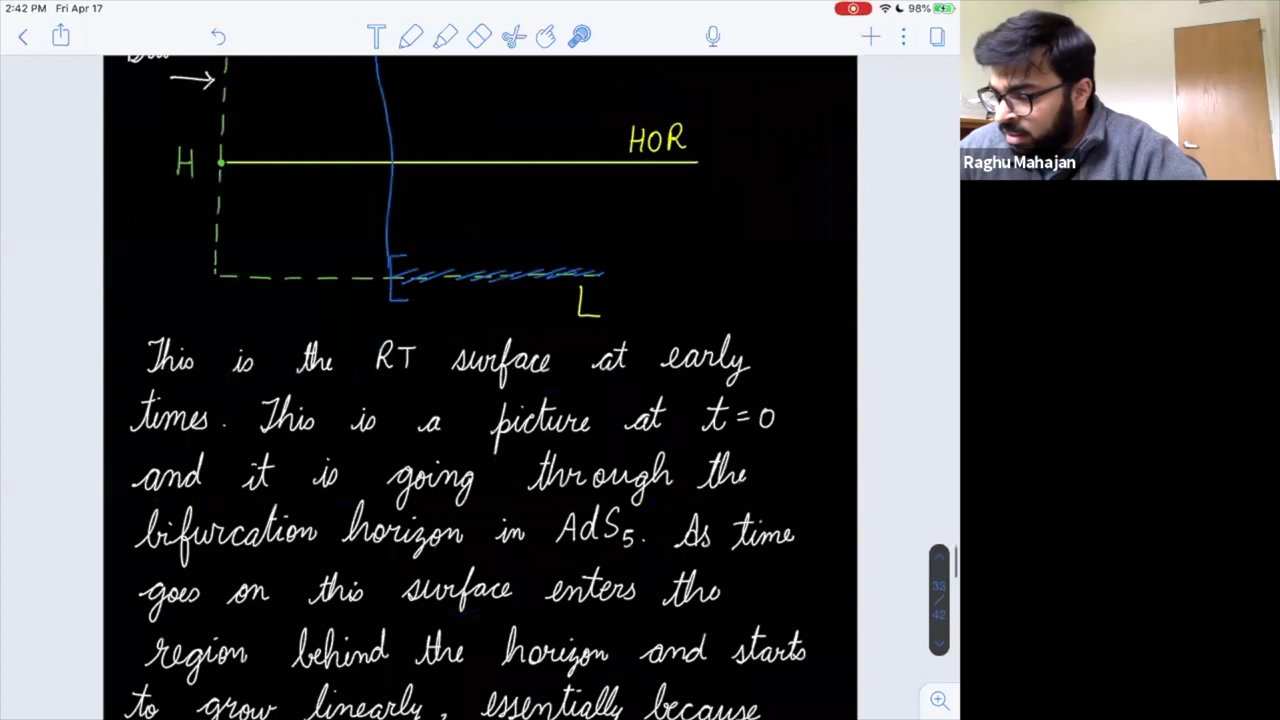 2:42 PM Fri Apr 17
98%
H
HOR
L
This is the RT surface at early
times. This is a picture at t=0
and it is going through the
bifurcation horizon in AdS5. As time
goes on this surface enters the
region behind the horizon and starts
to grow linearly, essentially because
32
/
42
Raghu Mahajan